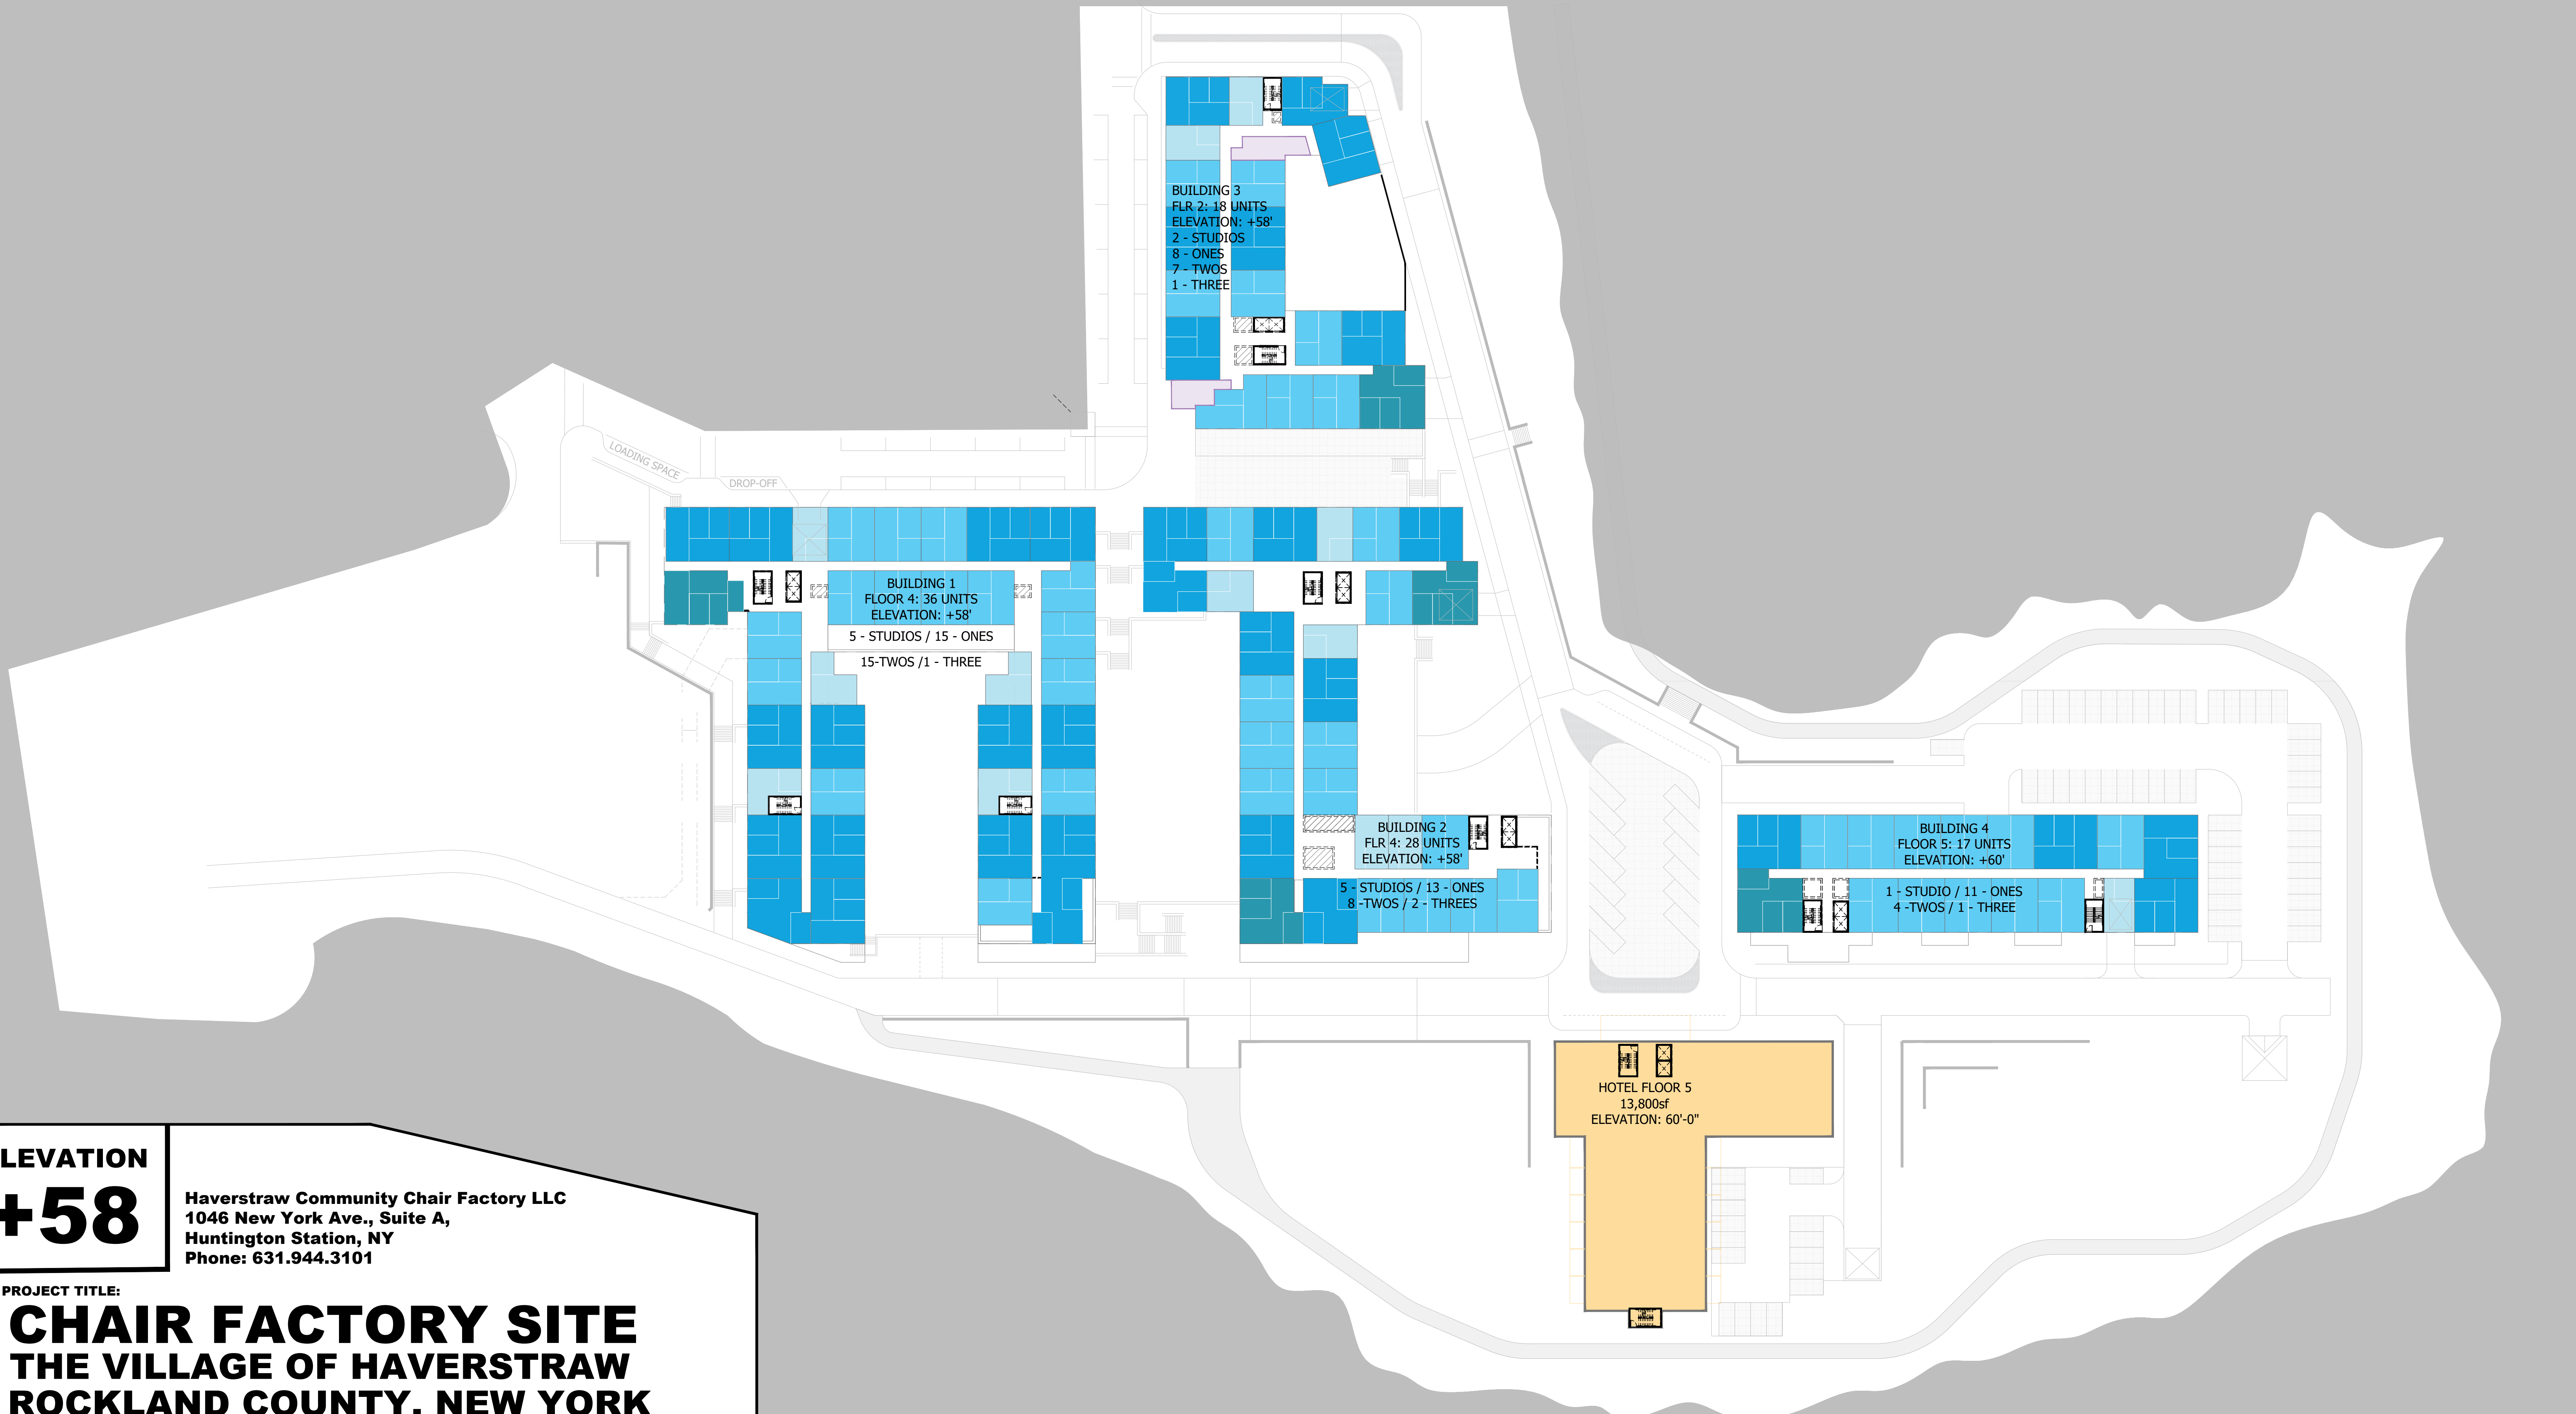 BUILDING 3
FLR 2: 18 UNITS
ELEVATION: +58'
2 - STUDIOS
8 - ONES
7 - TWOS
1 - THREE
LOADING SPACE
DROP-OFF
BUILDING 1
FLOOR 4: 36 UNITS
ELEVATION: +58'
5 - STUDIOS / 15 - ONES
15-TWOS /1 - THREE
BUILDING 2
FLR 4: 28 UNITS
ELEVATION: +58'
5 - STUDIOS / 13 - ONES
8 -TWOS / 2 - THREES
BUILDING 4
FLOOR 5: 17 UNITS
ELEVATION: +60'
1 - STUDIO / 11 - ONES
4 -TWOS / 1 - THREE
HOTEL FLOOR 5
13,800sf
ELEVATION: 60'-0"
LEVATION
+58
Haverstraw Community Chair Factory LLC
1046 New York Ave., Suite A,
Huntington Station, NY
Phone: 631.944.3101
PROJECT TITLE:
CHAIR FACTORY SITE
THE VILLAGE OF HAVERSTRAW
ROCKLAND COUNTY, NEW YORK